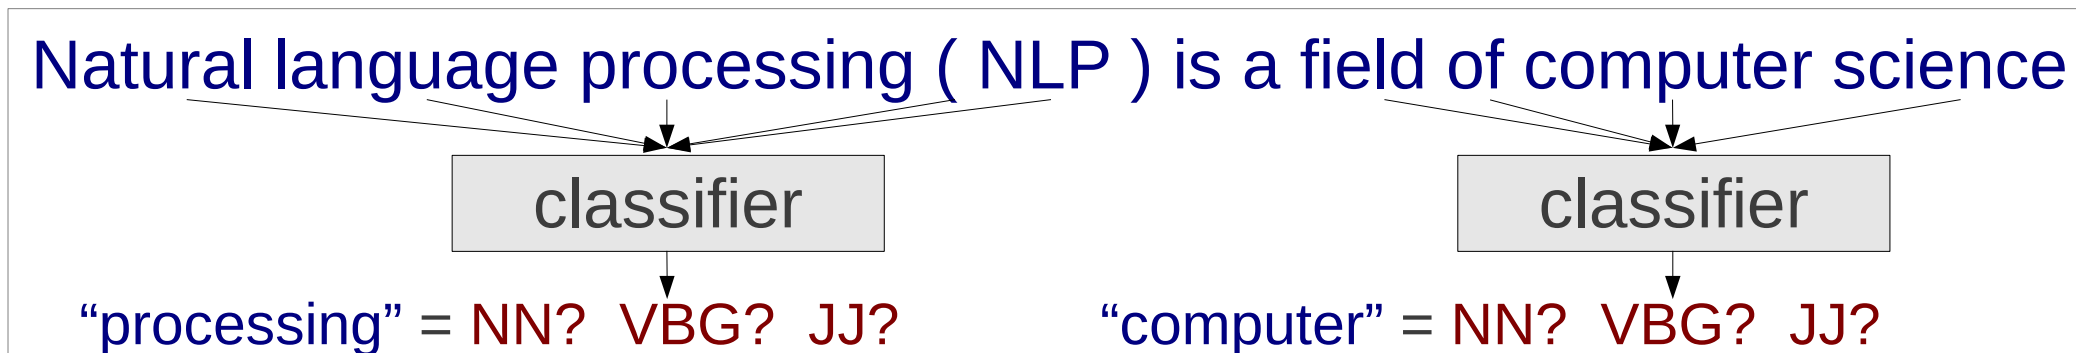 Natural language processing ( NLP ) is a field of computer science
classifier classifier
“processing” = NN? VBG? JJ? “computer” = NN? VBG? JJ?